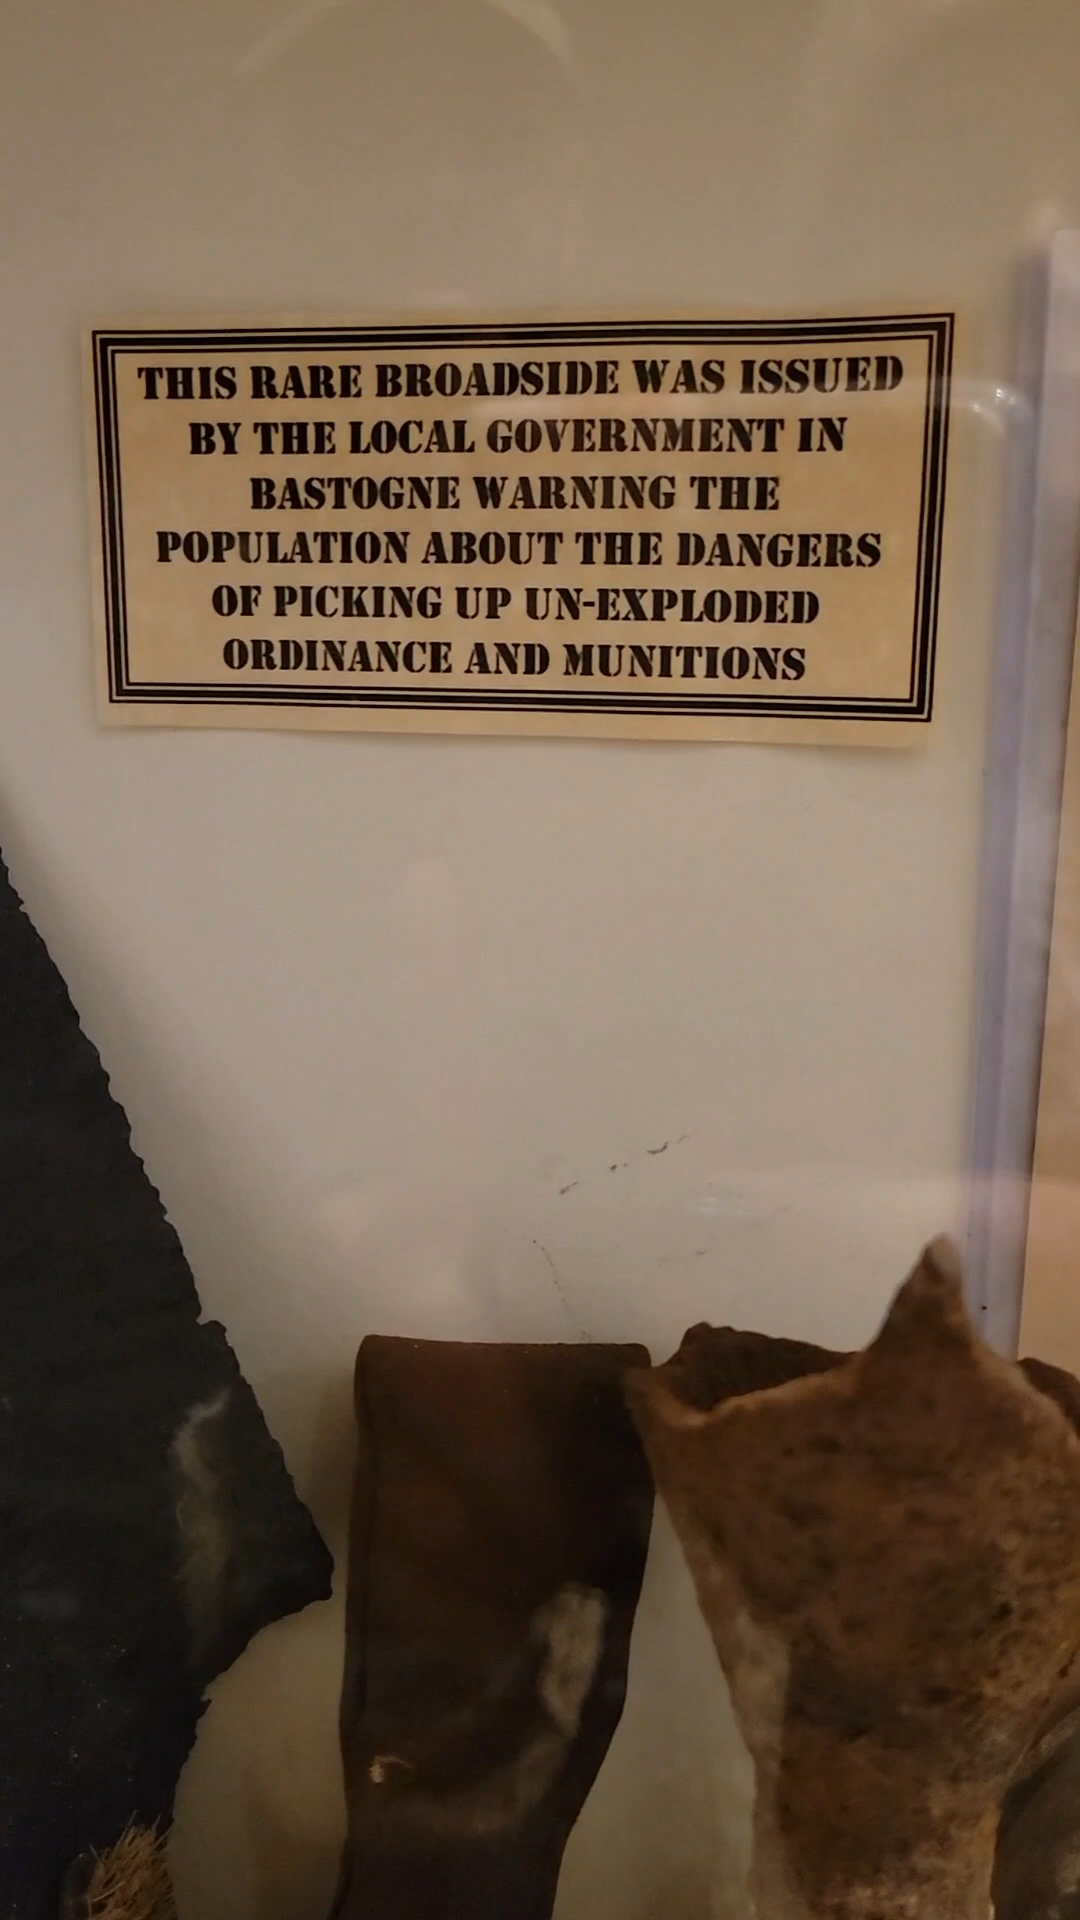 THIS RARE BROADSIDE WAS ISSUED
BY THE LOCAL GOVERNMENT IN
BASTOGNE WARNING THE
POPULATION ABOUT THE DANGERS
OF PICKING UP UN-EXPLODED
ORDINANCE AND MUNITIONS